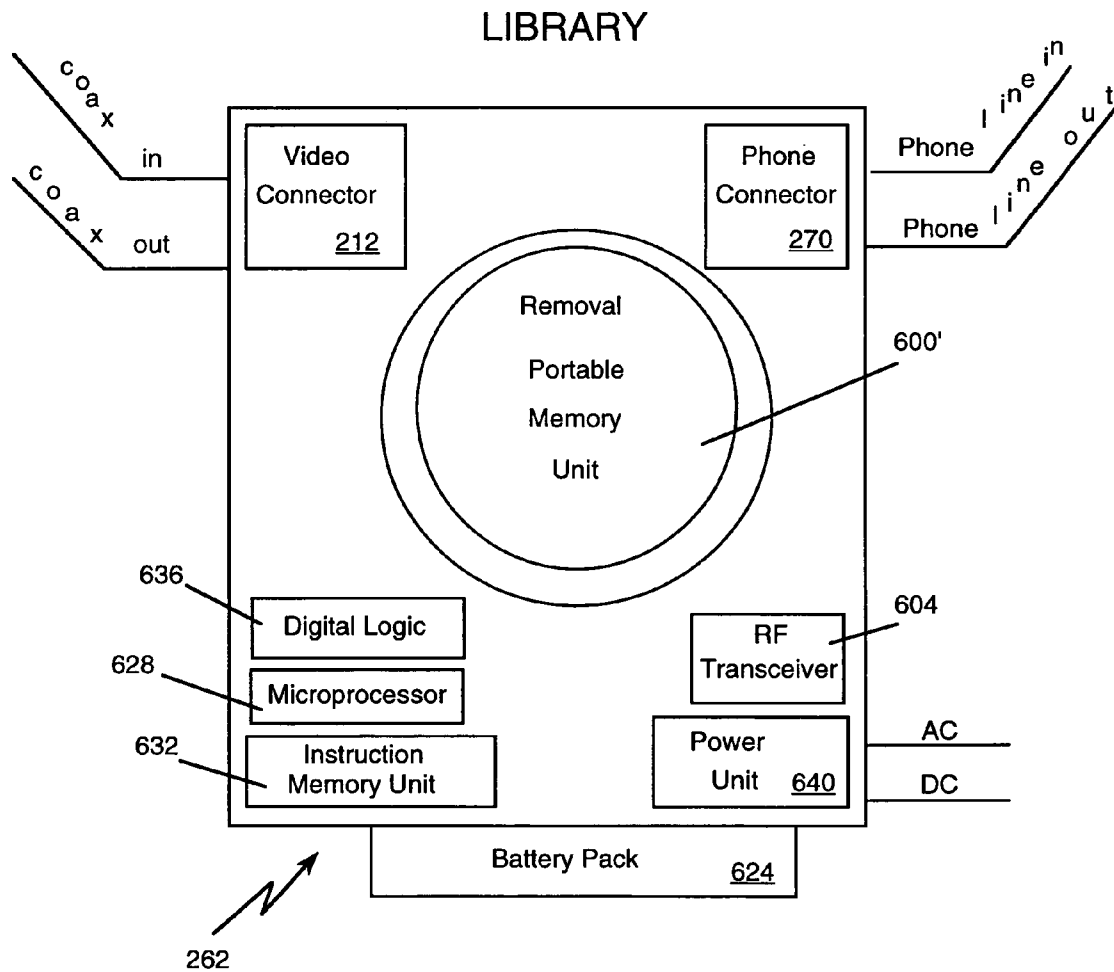 LIBRARY
coax
in
coax
out
Phone line in
Phone line out
Video
Connector
212
Phone
Connector
270
Removal
Portable
Memory
Unit
600'
636
Digital Logic
628
Microprocessor
632
Instruction
Memory Unit
604
RF
Transceiver
Power
Unit
640
AC
DC
Battery Pack
624
262